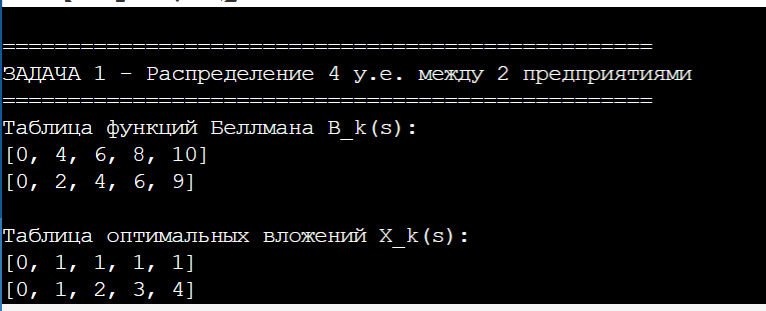 ==================================================
ЗАДАЧА 1 – Распределение 4 у.е. между 2 предприятиями
==================================================
Таблица функций Беллмана B_k(s):
[0, 4, 6, 8, 10]
[0, 2, 4, 6, 9]
Таблица оптимальных вложений X_k(s):
[0, 1, 1, 1, 1]
[0, 1, 2, 3, 4]